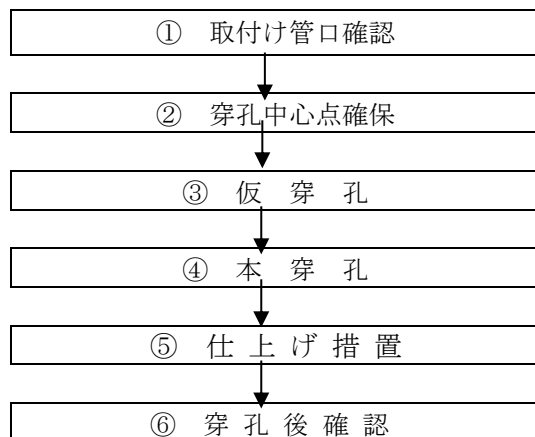 ① 取付け管口確認
② 穿孔中心点確保
③ 仮 穿 孔
④ 本 穿 孔
⑤ 仕 上 げ 措 置
⑥ 穿 孔 後 確 認